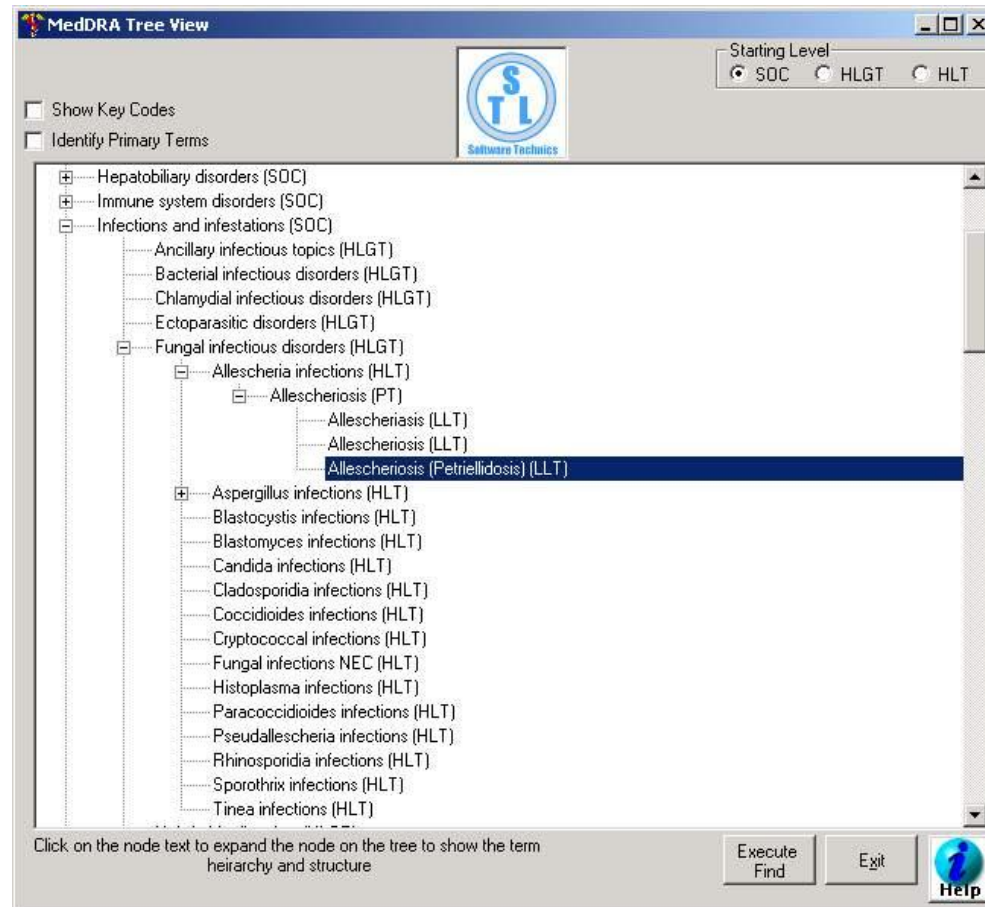 MedDRA Tree View
Starting Level
SOC HLGT HLT
Show Key Codes
Identify Primary Terms
S
T L
Software Technics
Hepatobiliary disorders (SOC)
Immune system disorders (SOC)
Infections and infestations (SOC)
Ancillary infectious topics (HLGT)
Bacterial infectious disorders (HLGT)
Chlamydial infectious disorders (HLGT)
Ectoparasitic disorders (HLGT)
Fungal infectious disorders (HLGT)
Allescheria infections (HLT)
Allescheriosis (PT)
Allescheriasis (LLT)
Allescheriosis (LLT)
Allescheriosis (Petriellidosis) (LLT)
Aspergillus infections (HLT)
Blastocystis infections (HLT)
Blastomyces infections (HLT)
Candida infections (HLT)
Cladosporidia infections (HLT)
Coccidioides infections (HLT)
Cryptococcal infections (HLT)
Fungal infections NEC (HLT)
Histoplasma infections (HLT)
Paracoccidioides infections (HLT)
Pseudallescheria infections (HLT)
Rhinosporidia infections (HLT)
Sporothrix infections (HLT)
Tinea infections (HLT)
Click on the node text to expand the node on the tree to show the term
heirarchy and structure
Execute
Find
Exit
Help